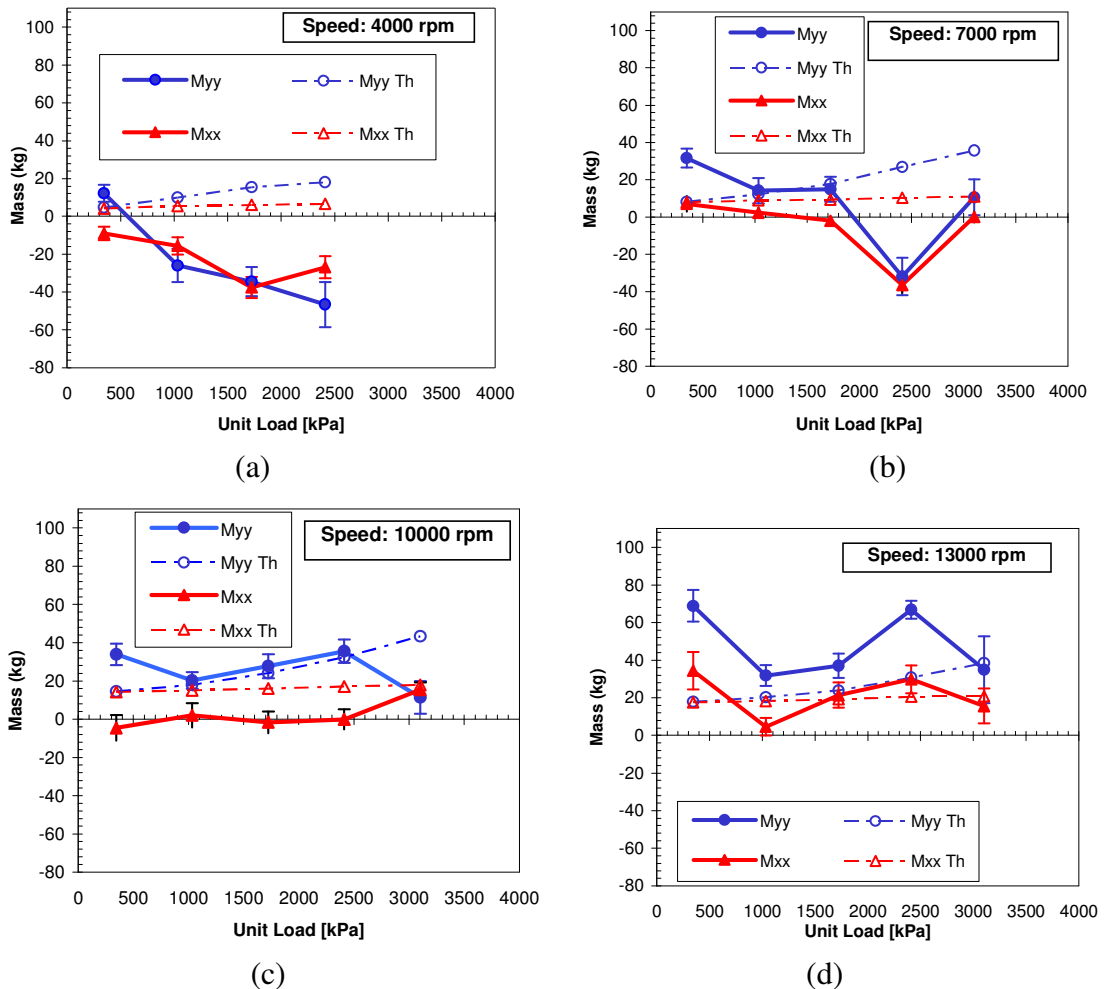 Speed: 4000 rpm
Myy
Myy Th
Mxx
Mxx Th
Mass (kg)
100
80
60
40
20
0
-20
-40
-60
-80
0 500 1000 1500 2000 2500 3000 3500 4000
Unit Load [kPa]
(a)
Speed: 7000 rpm
Myy
Myy Th
Mxx
Mxx Th
Mass (kg)
100
80
60
40
20
0
-20
-40
-60
-80
0 500 1000 1500 2000 2500 3000 3500 4000
Unit Load [kPa]
(b)
Speed: 10000 rpm
Myy
Myy Th
Mxx
Mxx Th
Mass (kg)
100
80
60
40
20
0
-20
-40
-60
-80
0 500 1000 1500 2000 2500 3000 3500 4000
Unit Load [kPa]
(c)
Speed: 13000 rpm
Mass (kg)
100
80
60
40
20
0
-20
-40
-60
-80
Myy
Myy Th
Mxx
Mxx Th
0 500 1000 1500 2000 2500 3000 3500 4000
Unit Load [kPa]
(d)